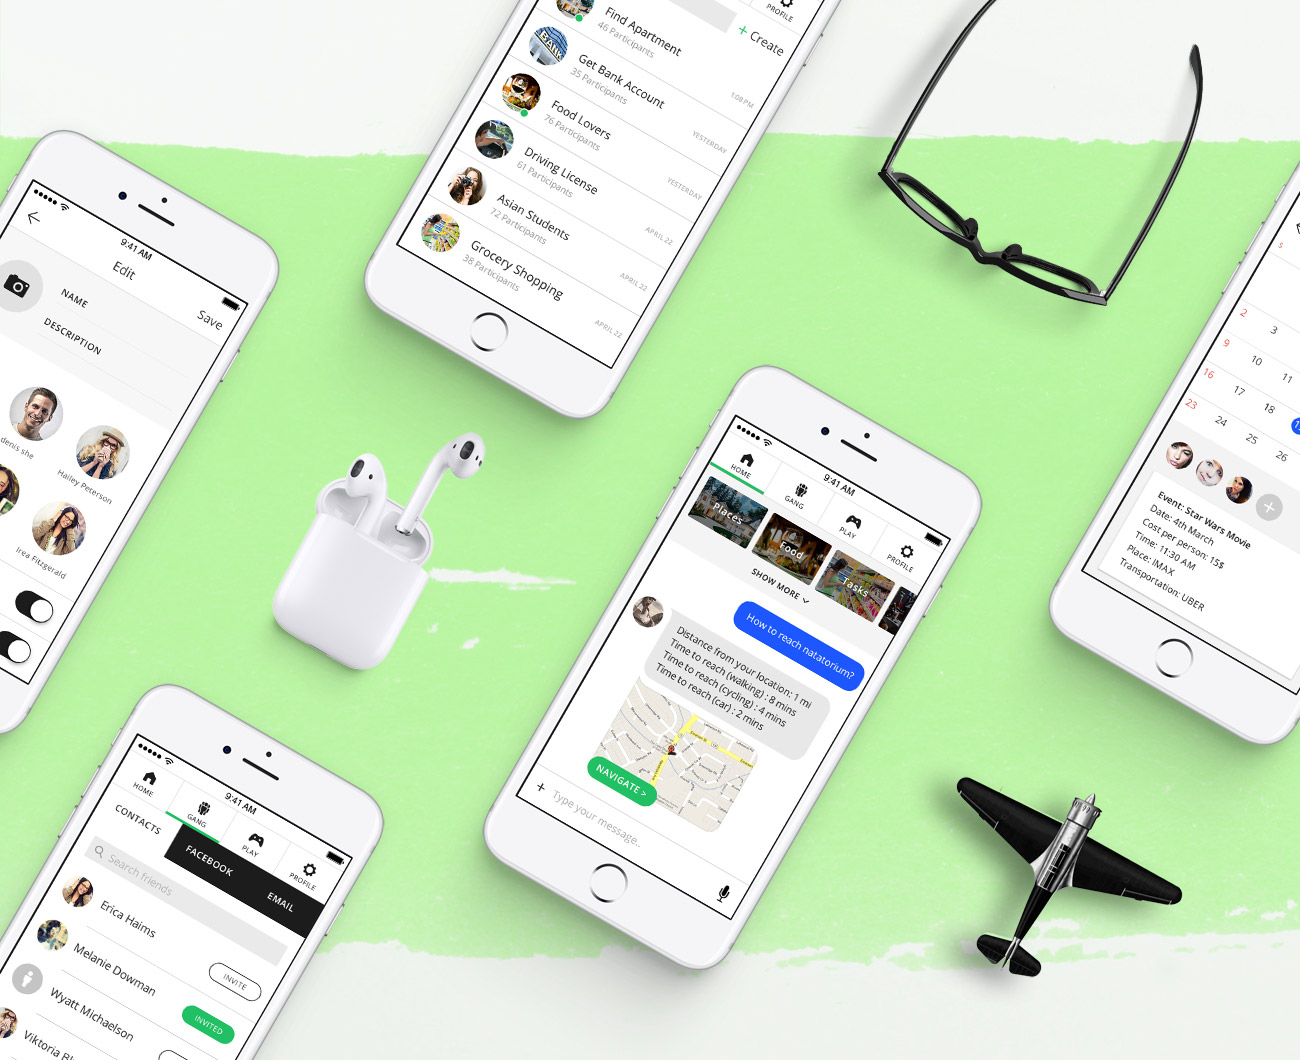 PROFILE
Find Apartment
46 Participants
+ Create
Get Bank Account
35 Participants
1:08 PM
Food Lovers
76 Participants
YESTERDAY
Driving License
61 Participants
YESTERDAY
Asian Students
72 Participants
APRIL 22
Grocery Shopping
38 Participants
APRIL 22
APRIL 22
9:41 AM
Edit
Save
NAME
DESCRIPTION
denis she
Hailey Peterson
Irea Fitzgerald
9:41 AM
HOME
GANG
PLAY
PROFILE
CONTACTS
FACEBOOK
EMAIL
Search friends
Erica Haims
INVITE
Melanie Dowman
INVITED
Wyatt Michaelson
Viktoria
9:41 AM
HOME
GANG
PLAY
PROFILE
Places
Food
Tasks
SHOW MORE
How to reach natatorium?
Distance from your location: 1 mi
Time to reach (walking) : 8 mins
Time to reach (cycling) : 4 mins
Time to reach (car) : 2 mins
NAVIGATE >
+ Type your message..
S
2 3
9 10 11
16 17 18
23 24 25 26
+
Event: Star Wars Movie
Date: 4th March
Cost per person: 15$
Time: 11:30 AM
Place: IMAX
Transportation: UBER